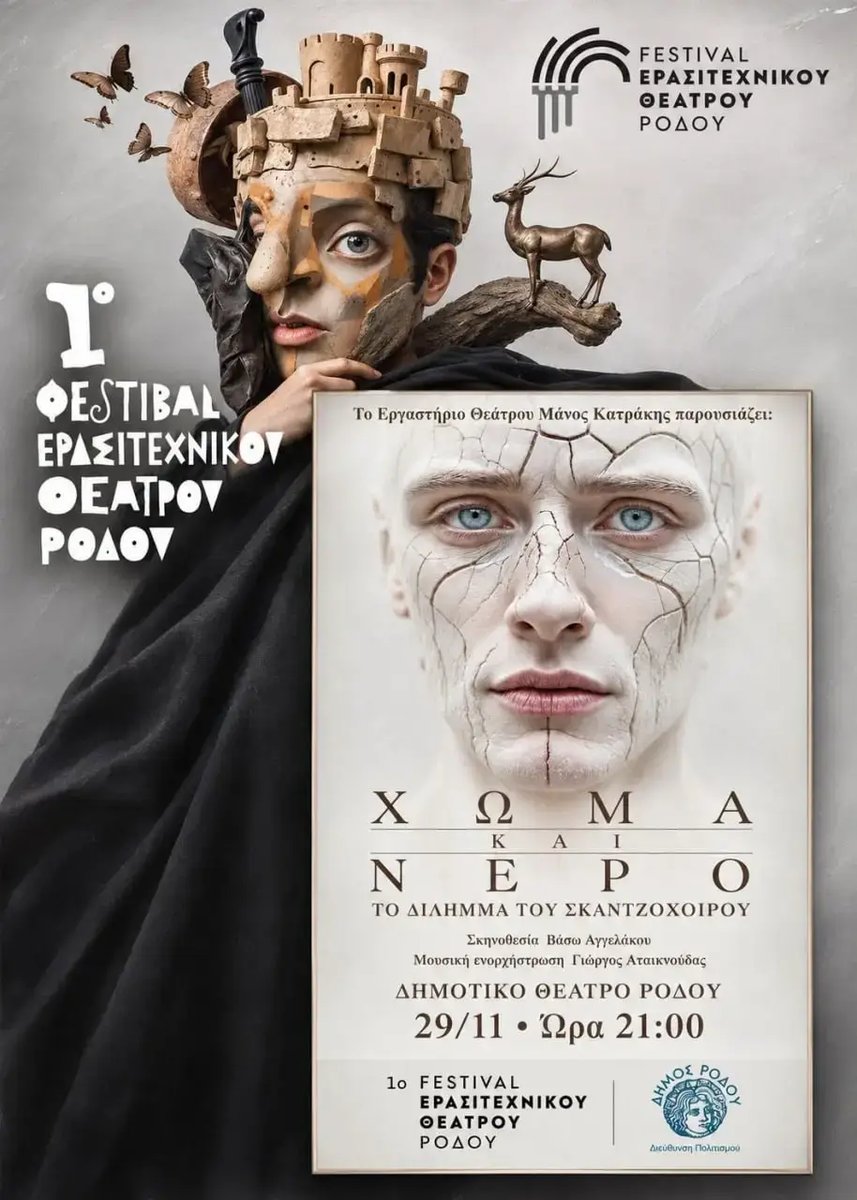 FESTIVAL
ΕΡΑΣΙΤΕΧΝΙΚΟΥ
ΘΕΑΤΡΟΥ
ΡΟΔΟΥ
1ο
ΦESTIBAL
ΕΡΑΣΙΤΕΧΝΙΚΟΥ
ΘΕΑΤΡΟΥ
ΡΟΔΟΥ
Το Εργαστήριο Θεάτρου Μάνος Κατράκης παρουσιάζει:
ΧΩΜΑ
ΚΑΙ
ΝΕΡΟ
ΤΟ ΔΙΛΗΜΜΑ ΤΟΥ ΣΚΑΝΤΖΟΧΟΙΡΟΥ
Σκηνοθεσία Βάσω Αγγελάκου
Μουσική ενορχήστρωση Γιώργος Αταικνούδας
ΔΗΜΟΤΙΚΟ ΘΕΑΤΡΟ ΡΟΔΟΥ
29/11 • Ώρα 21:00
1ο FESTIVAL
ΕΡΑΣΙΤΕΧΝΙΚΟΥ
ΘΕΑΤΡΟΥ
ΡΟΔΟΥ
ΔΗΜΟΣ ΡΟΔΟΥ
Διεύθυνση Πολιτισμού